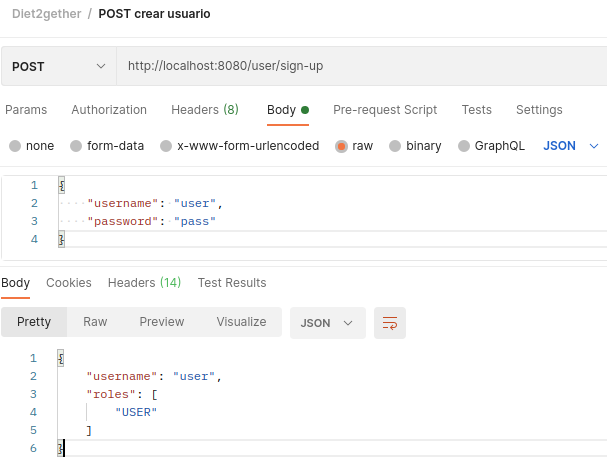 Diet2gether / POST crear usuario
POST http://localhost:8080/user/sign-up
Params Authorization Headers (8) Body Pre-request Script Tests Settings
none form-data x-www-form-urlencoded raw binary GraphQL JSON
1 {
2 ····"username":·"user",
3 ····"password":·"pass"
4 }
Body Cookies Headers (14) Test Results
Pretty Raw Preview Visualize JSON
1 {
2 "username": "user",
3 "roles": [
4 "USER"
5 ]
6 }